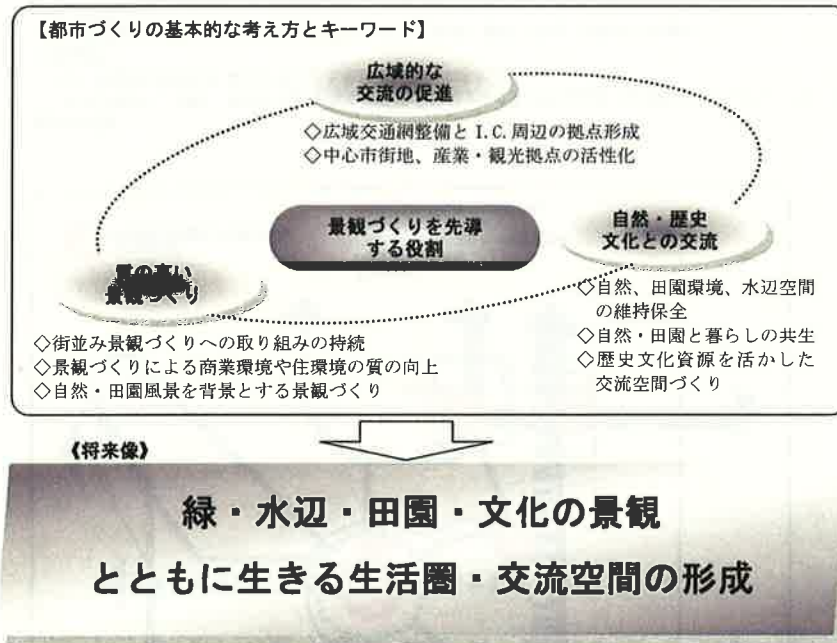 【都市づくりの基本的な考え方とキーワード】
広域的な
交流の促進
◇広域交通網整備と I.C.周辺の拠点形成
◇中心市街地、産業・観光拠点の活性化
景観づくりを先導
する役割
自然・歴史
文化との交流
◇自然、田園環境、水辺空間
の維持保全
◇自然・田園と暮らしの共生
◇歴史文化資源を活かした
交流空間づくり
質の高い
景観づくり
◇街並み景観づくりへの取り組みの持続
◇景観づくりによる商業環境や住環境の質の向上
◇自然・田園風景を背景とする景観づくり
《将来像》
緑・水辺・田園・文化の景観
とともに生きる生活圏・交流空間の形成